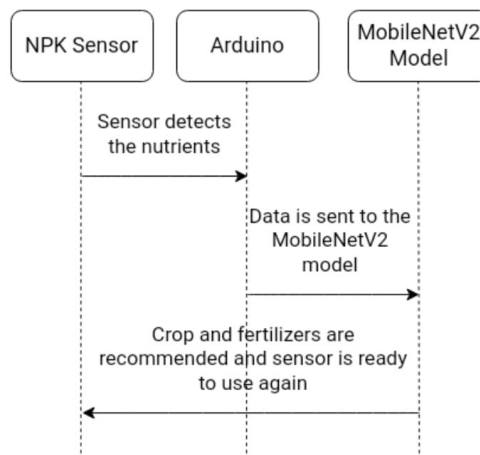 NPK Sensor
Arduino
MobileNetV2
Model
Sensor detects
the nutrients
Data is sent to the
MobileNetV2
model
Crop and fertilizers are
recommended and sensor is ready
to use again